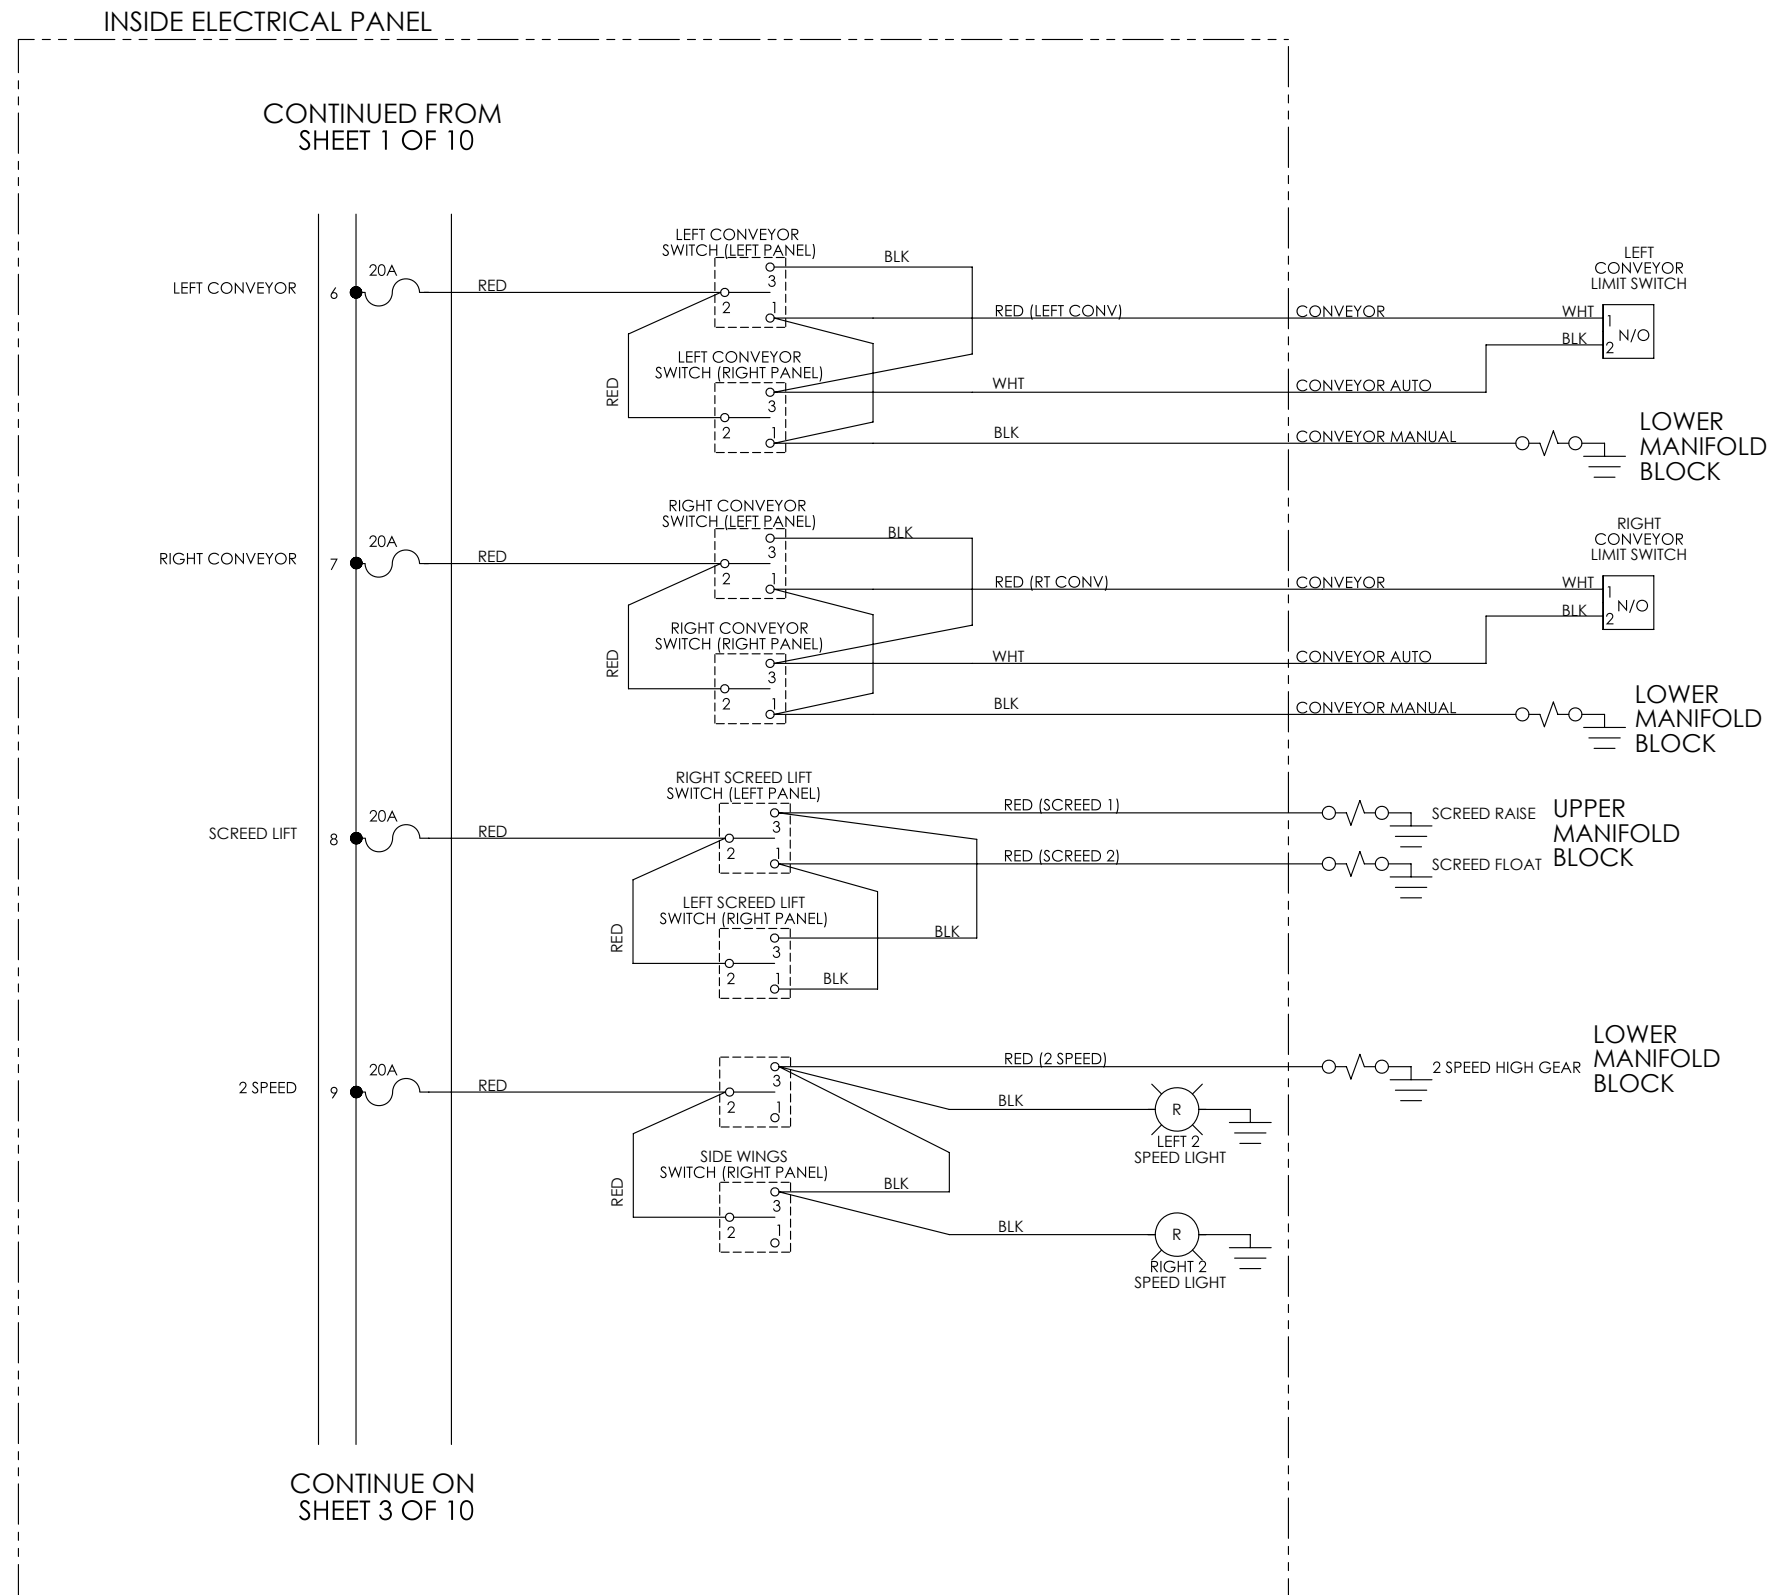 INSIDE ELECTRICAL PANEL
CONTINUED FROM
SHEET 1 OF 10
LEFT CONVEYOR
6
20A
RED
LEFT CONVEYOR
SWITCH (LEFT PANEL)
3
2
1
BLK
RED (LEFT CONV)
CONVEYOR
LEFT
CONVEYOR
LIMIT SWITCH
WHT
BLK
1
2
N/O
RED
LEFT CONVEYOR
SWITCH (RIGHT PANEL)
3
2
1
WHT
CONVEYOR AUTO
BLK
CONVEYOR MANUAL
LOWER
MANIFOLD
BLOCK
RIGHT CONVEYOR
7
20A
RED
RIGHT CONVEYOR
SWITCH (LEFT PANEL)
3
2
1
BLK
RED (RT CONV)
CONVEYOR
RIGHT
CONVEYOR
LIMIT SWITCH
WHT
BLK
1
2
N/O
RED
RIGHT CONVEYOR
SWITCH (RIGHT PANEL)
3
2
1
WHT
CONVEYOR AUTO
BLK
CONVEYOR MANUAL
LOWER
MANIFOLD
BLOCK
SCREED LIFT
8
20A
RED
RIGHT SCREED LIFT
SWITCH (LEFT PANEL)
3
2
1
RED (SCREED 1)
SCREED RAISE
RED (SCREED 2)
SCREED FLOAT
UPPER
MANIFOLD
BLOCK
RED
LEFT SCREED LIFT
SWITCH (RIGHT PANEL)
3
2
1
BLK
BLK
2 SPEED
9
20A
RED
3
2
1
RED (2 SPEED)
2 SPEED HIGH GEAR
LOWER
MANIFOLD
BLOCK
BLK
R
LEFT 2
SPEED LIGHT
RED
SIDE WINGS
SWITCH (RIGHT PANEL)
3
2
1
BLK
BLK
R
RIGHT 2
SPEED LIGHT
CONTINUE ON
SHEET 3 OF 10